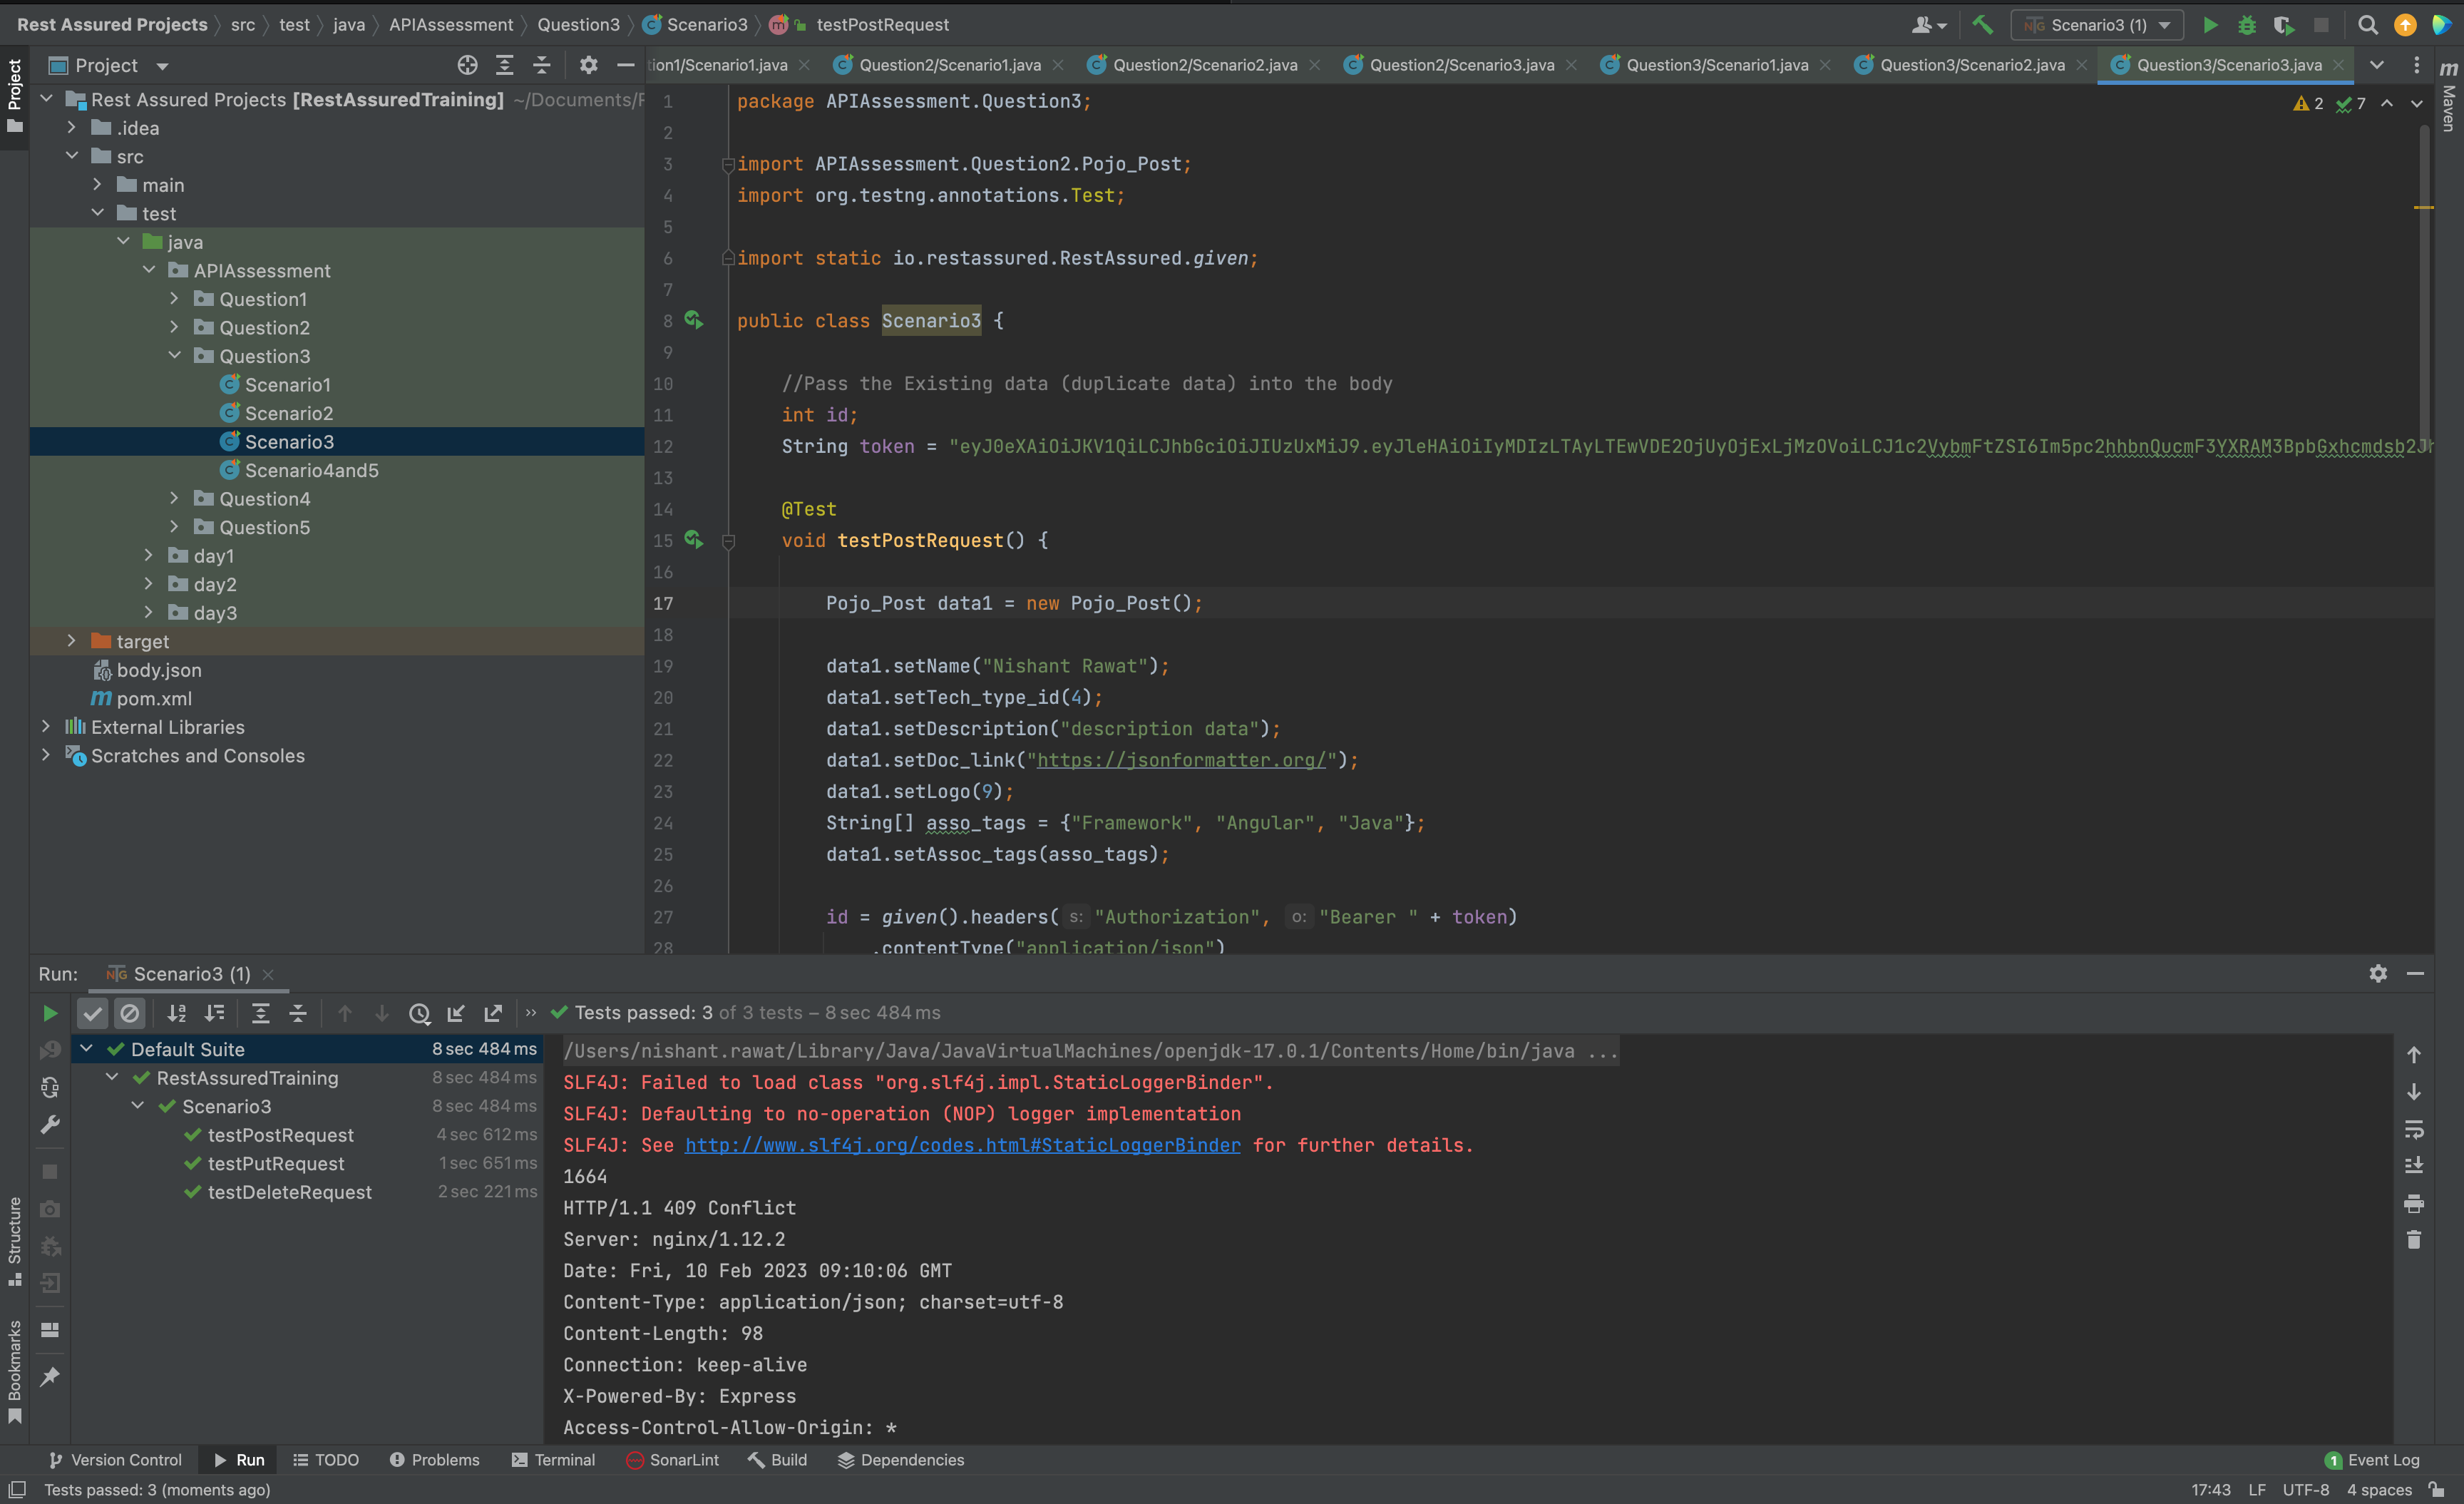 Rest Assured Projects
src
test
java
APIAssessment
Question3
Scenario3
testPostRequest
Scenario3 (1)
Project
tion1/Scenario1.java
Question2/Scenario1.java
Question2/Scenario2.java
Question2/Scenario3.java
Question3/Scenario1.java
Question3/Scenario2.java
Question3/Scenario3.java
Project
Maven
Rest Assured Projects [RestAssuredTraining] ~/Documents/
.idea
src
main
test
java
APIAssessment
Question1
Question2
Question3
Scenario1
Scenario2
Scenario3
Scenario4and5
Question4
Question5
day1
day2
day3
target
body.json
pom.xml
External Libraries
Scratches and Consoles
2 7
1 package APIAssessment.Question3;
2
3 import APIAssessment.Question2.Pojo_Post;
4 import org.testng.annotations.Test;
5
6 import static io.restassured.RestAssured.given;
7
8 public class Scenario3 {
9
10 //Pass the Existing data (duplicate data) into the body
11 int id;
12 String token =
13
14 @Test
15 void testPostRequest() {
16
17 Pojo_Post data1 = new Pojo_Post();
18
19 data1.setName("Nishant Rawat");
20 data1.setTech_type_id(4);
21 data1.setDescription("description data");
22 data1.setDoc_link("https://jsonformatter.org/");
23 data1.setLogo(9);
24 String[] asso_tags = {"Framework", "Angular", "Java"};
25 data1.setAssoc_tags(asso_tags);
26
27 id = given().headers( s: "Authorization", o: "Bearer " + token)
28 .contentType("application/json")
Run: Scenario3 (1)
Tests passed: 3 of 3 tests – 8 sec 484 ms
Default Suite 8 sec 484 ms
RestAssuredTraining 8 sec 484 ms
Scenario3 8 sec 484 ms
testPostRequest 4 sec 612 ms
testPutRequest 1 sec 651 ms
testDeleteRequest 2 sec 221 ms
/Users/nishant.rawat/Library/Java/JavaVirtualMachines/openjdk-17.0.1/Contents/Home/bin/java ...
SLF4J: Failed to load class "org.slf4j.impl.StaticLoggerBinder".
SLF4J: Defaulting to no-operation (NOP) logger implementation
SLF4J: See http://www.slf4j.org/codes.html#StaticLoggerBinder for further details.
1664
HTTP/1.1 409 Conflict
Server: nginx/1.12.2
Date: Fri, 10 Feb 2023 09:10:06 GMT
Content-Type: application/json; charset=utf-8
Content-Length: 98
Connection: keep-alive
X-Powered-By: Express
Access-Control-Allow-Origin: *
Structure
Bookmarks
Version Control
Run
TODO
Problems
Terminal
SonarLint
Build
Dependencies
1 Event Log
Tests passed: 3 (moments ago)
17:43 LF UTF-8 4 spaces